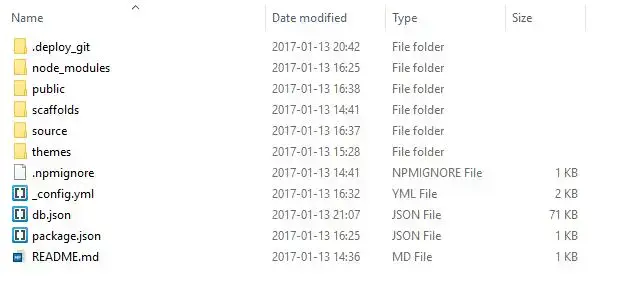 Name Date modified Type Size
.deploy_git 2017-01-13 20:42 File folder
node_modules 2017-01-13 16:25 File folder
public 2017-01-13 16:38 File folder
scaffolds 2017-01-13 14:41 File folder
source 2017-01-13 16:37 File folder
themes 2017-01-13 15:28 File folder
.npmignore 2017-01-13 14:41 NPMIGNORE File 1 KB
_config.yml 2017-01-13 16:32 YML File 2 KB
db.json 2017-01-13 21:07 JSON File 71 KB
package.json 2017-01-13 16:25 JSON File 1 KB
README.md 2017-01-13 14:36 MD File 1 KB